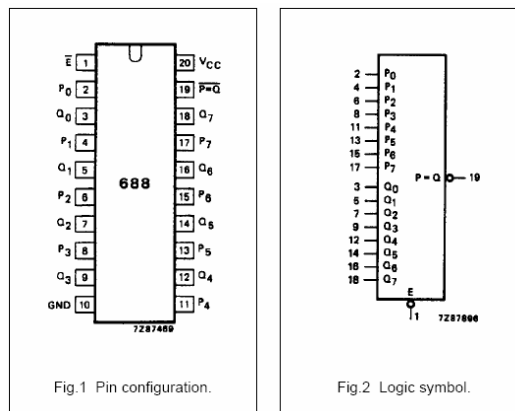 E̅ 1 20 VCC
P0 2 19 P=Q̅
Q0 3 18 Q7
P1 4 17 P7
Q1 5 16 Q6
P2 6 688 15 P6
Q2 7 14 Q5
P3 8 13 P5
Q3 9 12 Q4
GND 10 11 P4
7Z87469
Fig.1 Pin configuration.
2 P0
4 P1
6 P2
8 P3
11 P4
13 P5
15 P6
17 P7
P=Q 19
3 Q0
5 Q1
7 Q2
9 Q3
12 Q4
14 Q5
16 Q6
18 Q7
E
1 7Z87896
Fig.2 Logic symbol.